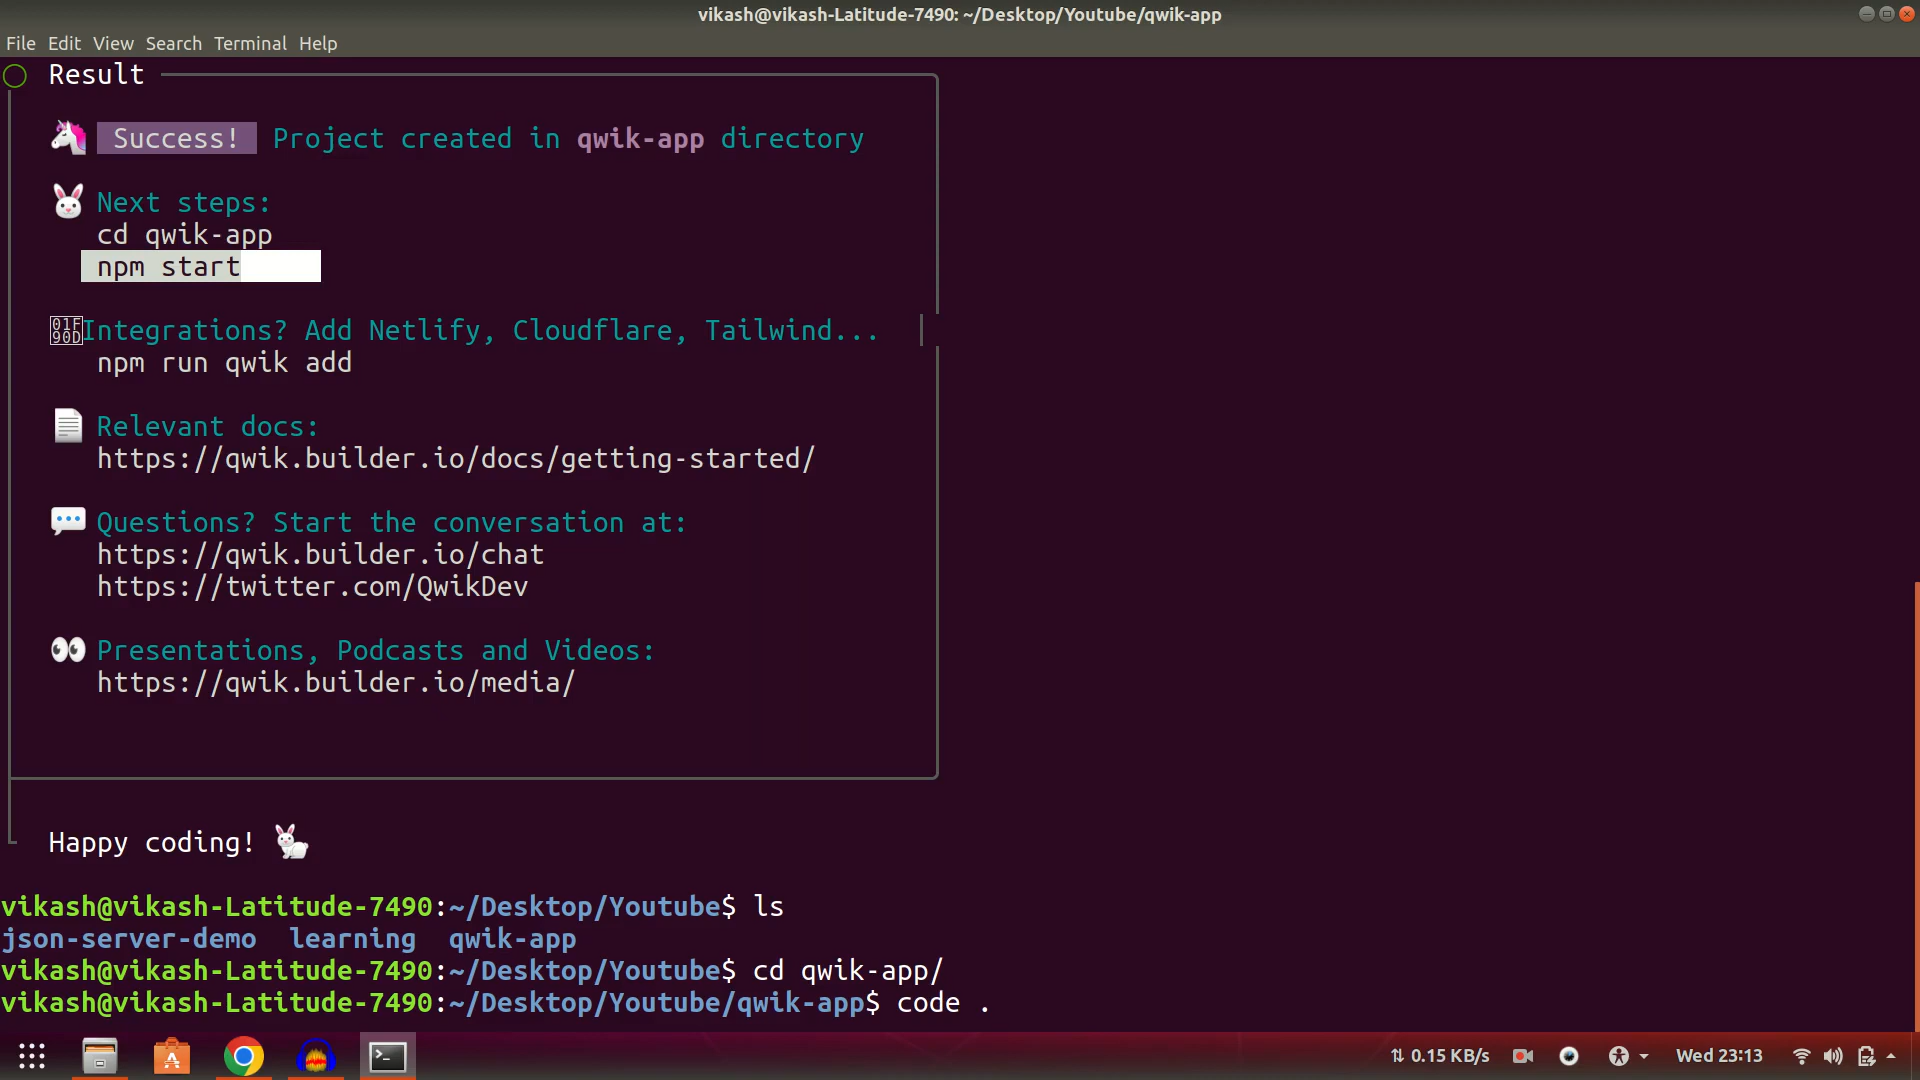 vikash@vikash-Latitude-7490: ~/Desktop/Youtube/qwik-app
File Edit View Search Terminal Help
Result
Success! Project created in qwik-app directory
Next steps:
cd qwik-app
npm start
01F90D Integrations? Add Netlify, Cloudflare, Tailwind...
npm run qwik add
Relevant docs:
https://qwik.builder.io/docs/getting-started/
Questions? Start the conversation at:
https://qwik.builder.io/chat
https://twitter.com/QwikDev
Presentations, Podcasts and Videos:
https://qwik.builder.io/media/
Happy coding!
vikash@vikash-Latitude-7490:~/Desktop/Youtube$ ls
json-server-demo learning qwik-app
vikash@vikash-Latitude-7490:~/Desktop/Youtube$ cd qwik-app/
vikash@vikash-Latitude-7490:~/Desktop/Youtube/qwik-app$ code .
0.15 KB/s Wed 23:13